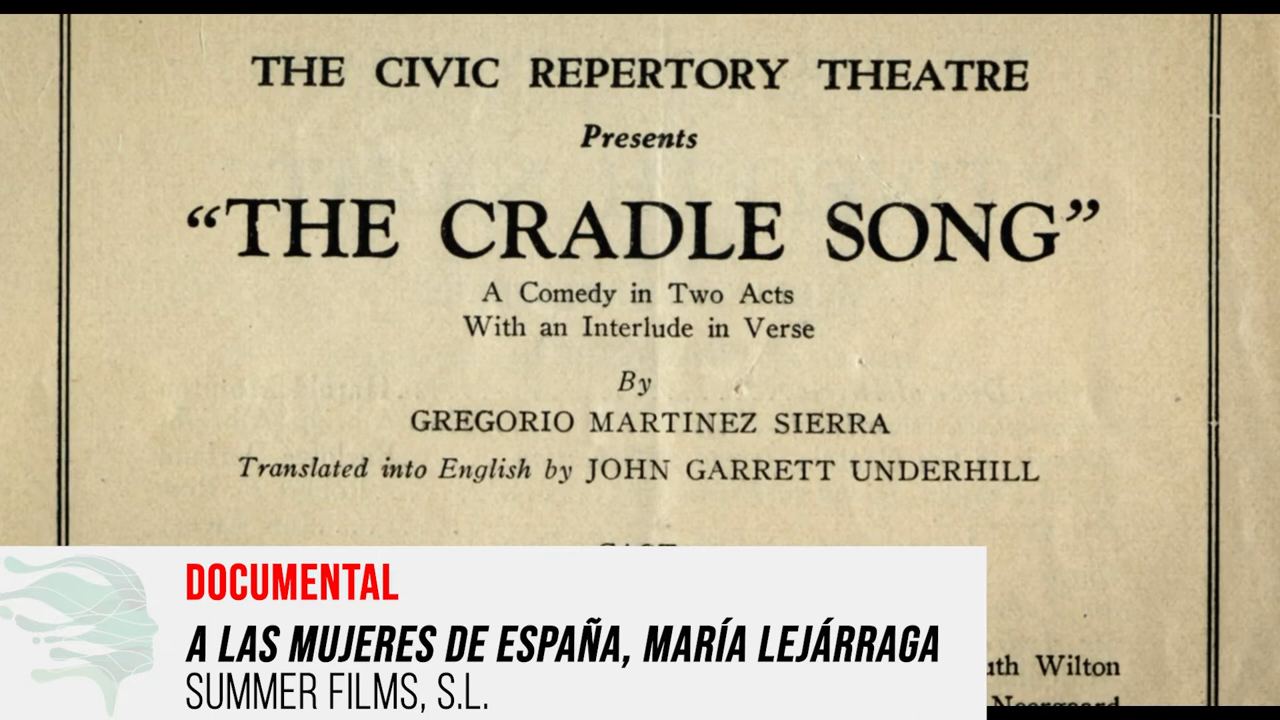 THE CIVIC REPERTORY THEATRE
Presents
“THE CRADLE SONG”
A Comedy in Two Acts
With an Interlude in Verse
By
GREGORIO MARTINEZ SIERRA
Translated into English by JOHN GARRETT UNDERHILL
Wilton
DOCUMENTAL
A LAS MUJERES DE ESPAÑA, MARÍA LEJÁRRAGA
SUMMER FILMS, S.L.